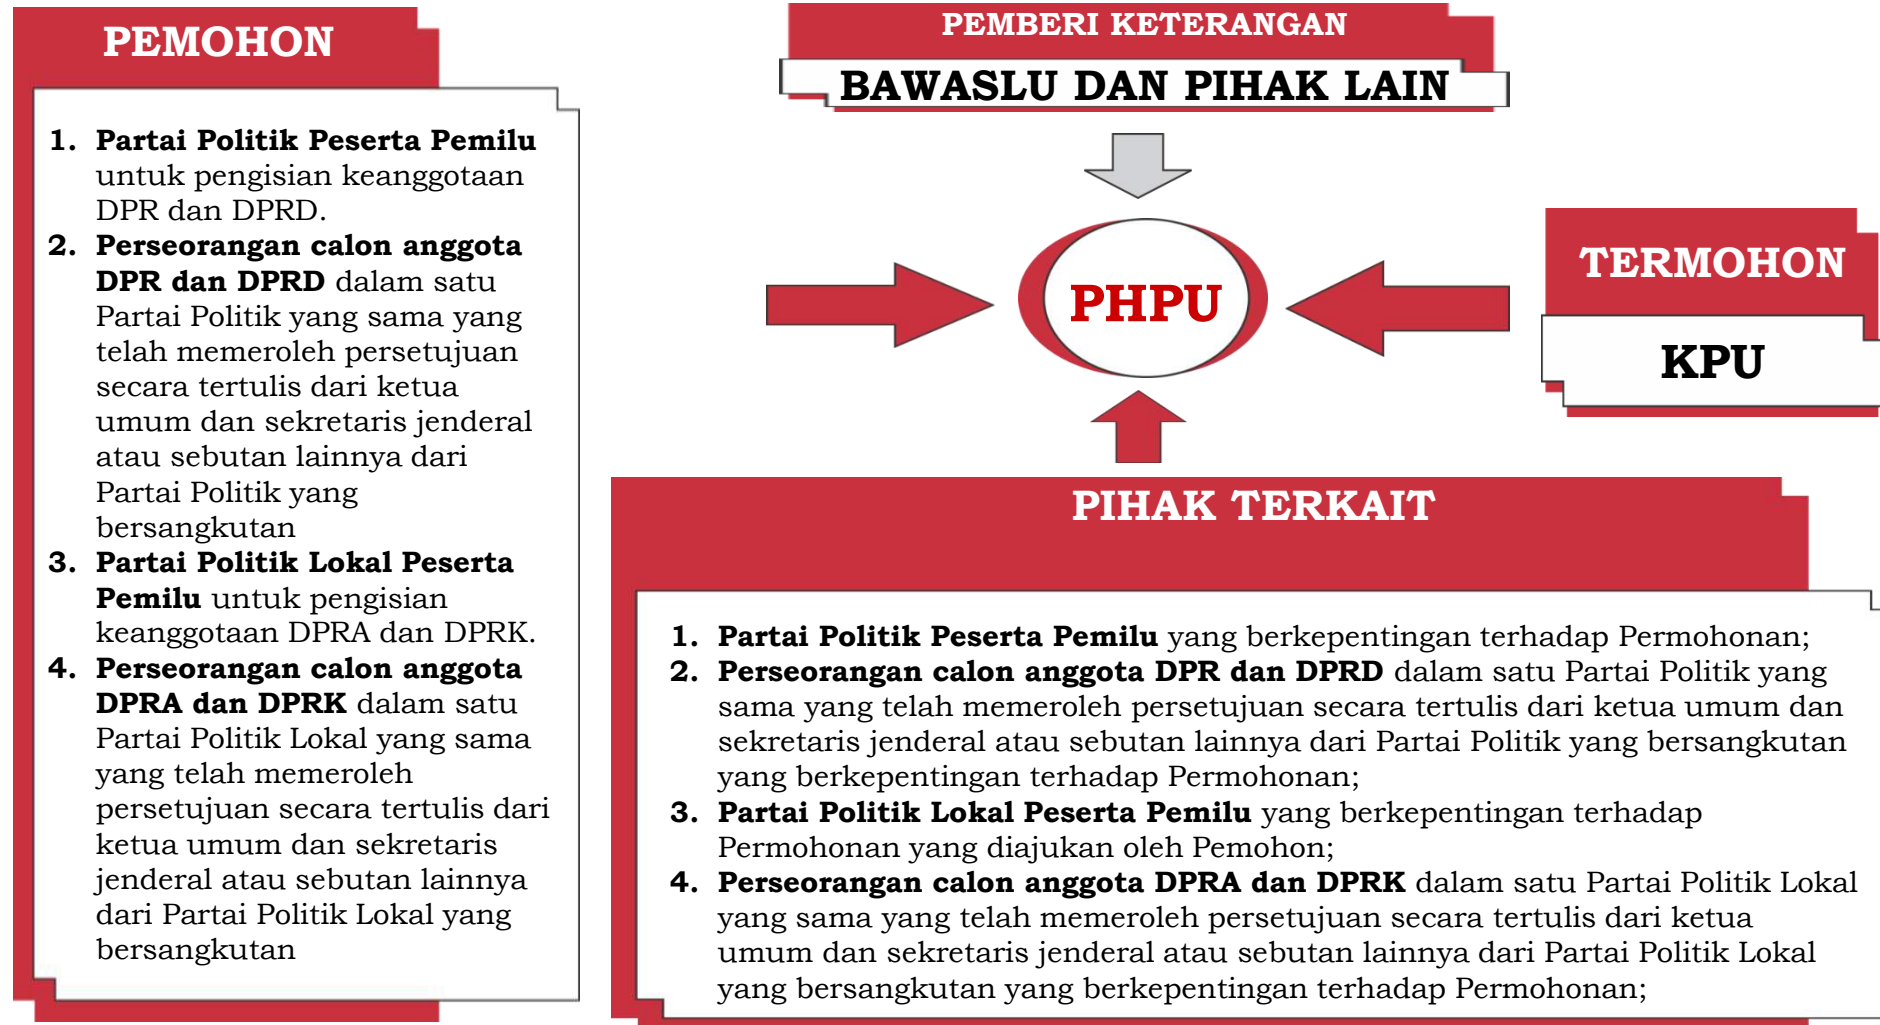 PEMOHON
1. Partai Politik Peserta Pemilu
untuk pengisian keanggotaan
DPR dan DPRD.
2. Perseorangan calon anggota
DPR dan DPRD dalam satu
Partai Politik yang sama yang
telah memeroleh persetujuan
secara tertulis dari ketua
umum dan sekretaris jenderal
atau sebutan lainnya dari
Partai Politik yang
bersangkutan
3. Partai Politik Lokal Peserta
Pemilu untuk pengisian
keanggotaan DPRA dan DPRK.
4. Perseorangan calon anggota
DPRA dan DPRK dalam satu
Partai Politik Lokal yang sama
yang telah memeroleh
persetujuan secara tertulis dari
ketua umum dan sekretaris
jenderal atau sebutan lainnya
dari Partai Politik Lokal yang
bersangkutan
PEMBERI KETERANGAN
BAWASLU DAN PIHAK LAIN
PHPU
TERMOHON
KPU
PIHAK TERKAIT
1. Partai Politik Peserta Pemilu yang berkepentingan terhadap Permohonan;
2. Perseorangan calon anggota DPR dan DPRD dalam satu Partai Politik yang
sama yang telah memeroleh persetujuan secara tertulis dari ketua umum dan
sekretaris jenderal atau sebutan lainnya dari Partai Politik yang bersangkutan
yang berkepentingan terhadap Permohonan;
3. Partai Politik Lokal Peserta Pemilu yang berkepentingan terhadap
Permohonan yang diajukan oleh Pemohon;
4. Perseorangan calon anggota DPRA dan DPRK dalam satu Partai Politik Lokal
yang sama yang telah memeroleh persetujuan secara tertulis dari ketua
umum dan sekretaris jenderal atau sebutan lainnya dari Partai Politik Lokal
yang bersangkutan yang berkepentingan terhadap Permohonan;